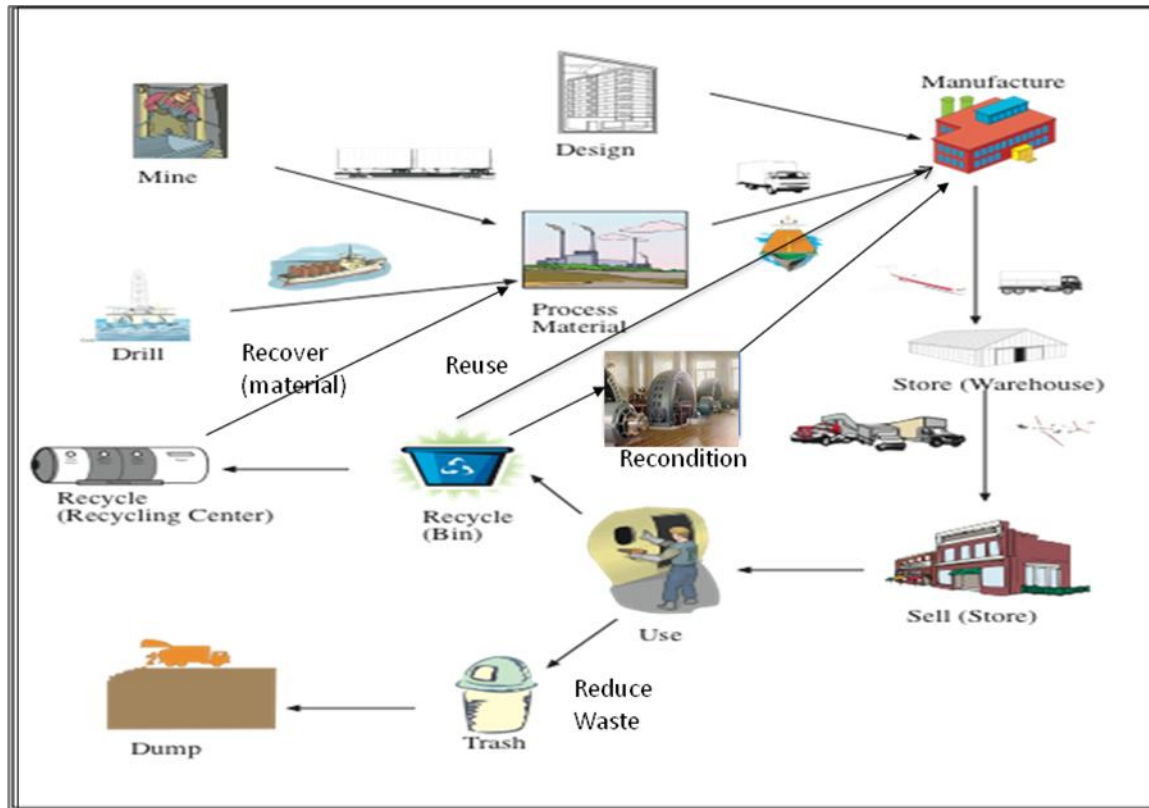 Manufacture
Design
Mine
Process
Material
Drill
Recover
(material)
Reuse
Store (Warehouse)
Recondition
Recycle
(Recycling Center)
Recycle
(Bin)
Sell (Store)
Use
Reduce
Waste
Trash
Dump